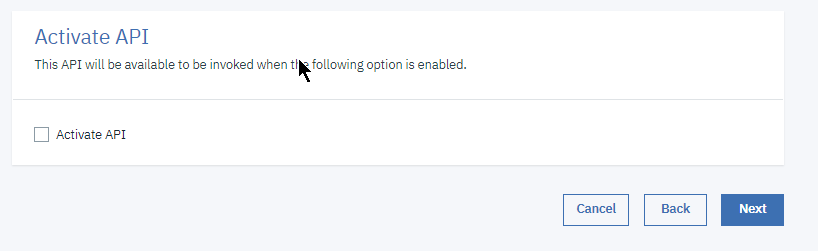 Activate API
This API will be available to be invoked when the following option is enabled.
Activate API
Cancel Back Next